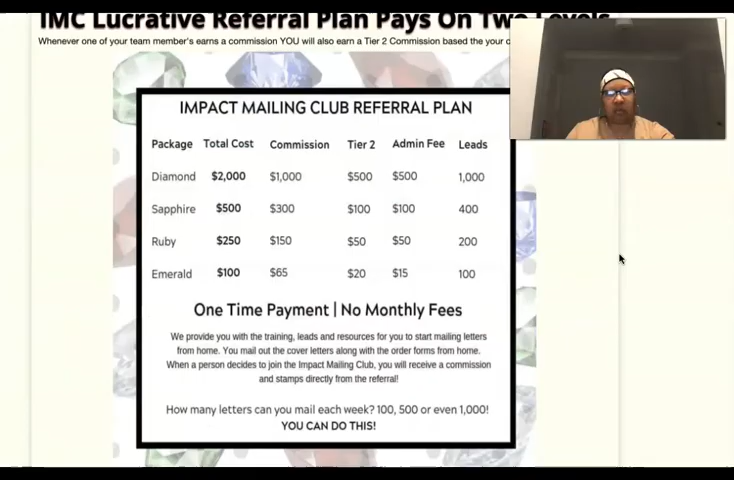 IMC Lucrative Referral Plan Pays On Two Levels
Whenever one of your team member's earns a commission YOU will also earn a Tier 2 Commission based the your
IMPACT MAILING CLUB REFERRAL PLAN
Package Total Cost Commission Tier 2 Admin Fee Leads
Diamond $2,000 $1,000 $500 $500 1,000
Sapphire $500 $300 $100 $100 400
Ruby $250 $150 $50 $50 200
Emerald $100 $65 $20 $15 100
One Time Payment | No Monthly Fees
We provide you with the training, leads and resources for you to start mailing letters
from home. You mail out the cover letters along with the order forms from home.
When a person decides to join the Impact Mailing Club, you will receive a commission
and stamps directly from the referral!
How many letters can you mail each week? 100, 500 or even 1,000!
YOU CAN DO THIS!